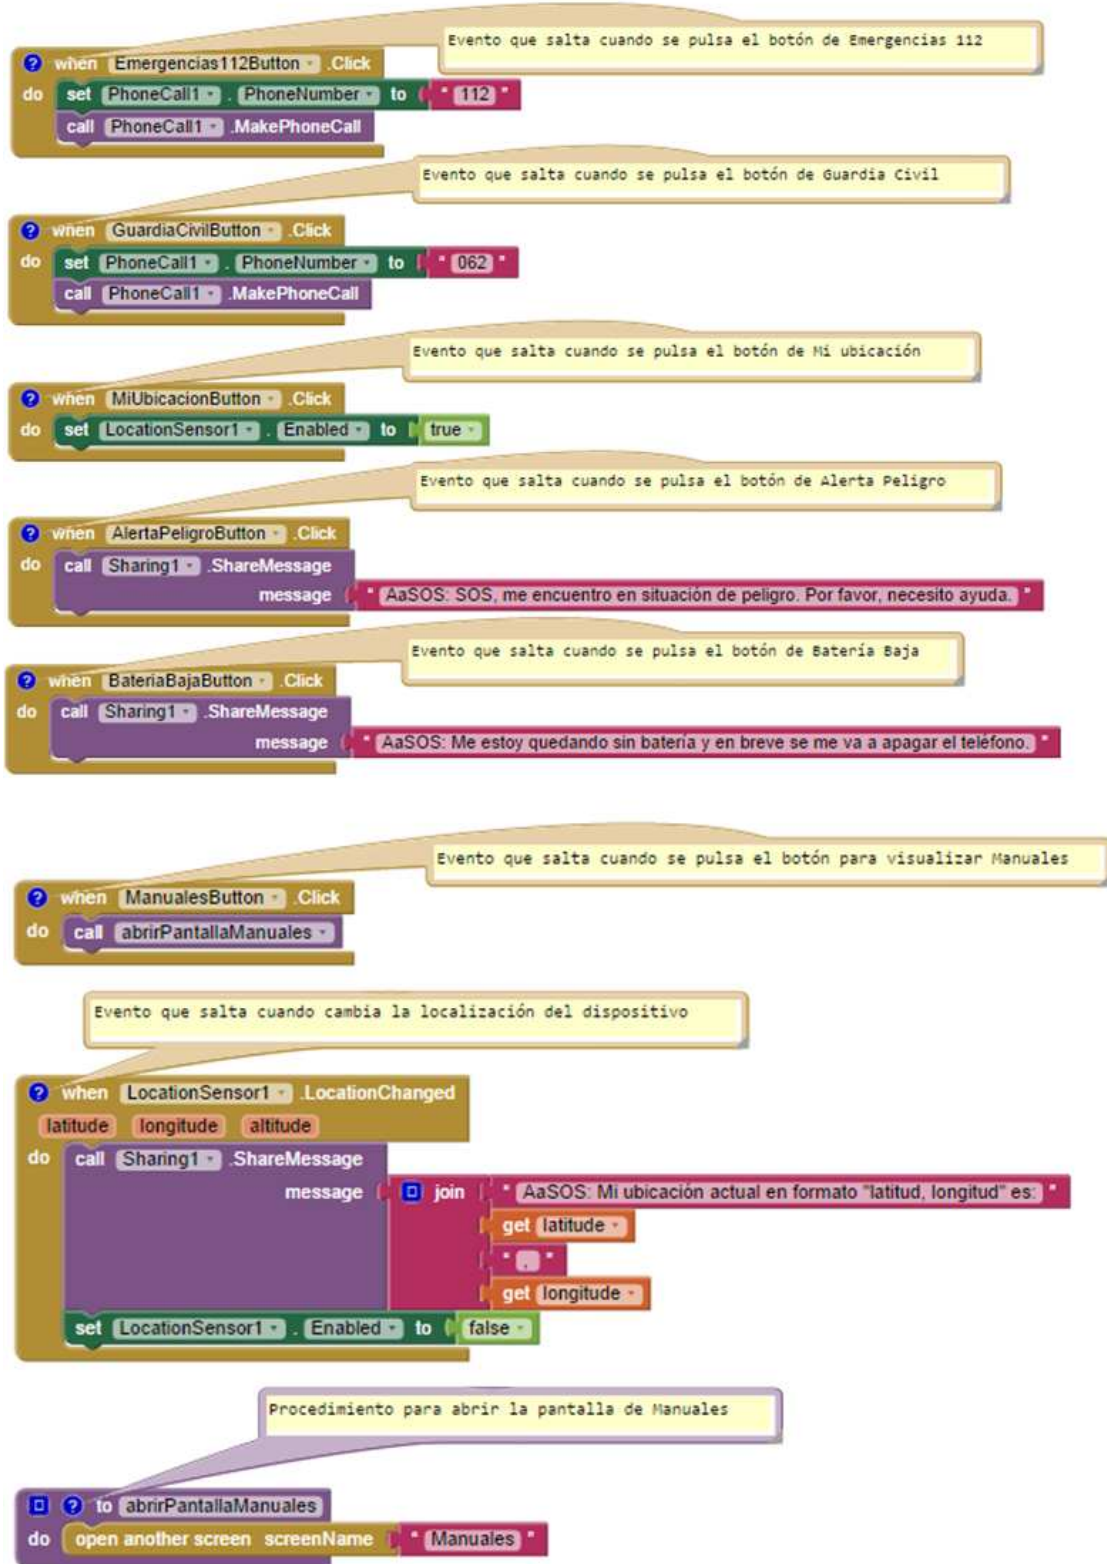 Evento que salta cuando se pulsa el botón de Emergencias 112
when Emergencias112Button .Click
do set PhoneCall1 . PhoneNumber to " 112 "
call PhoneCall1 .MakePhoneCall
Evento que salta cuando se pulsa el botón de Guardia Civil
when GuardiaCivilButton .Click
do set PhoneCall1 . PhoneNumber to " 062 "
call PhoneCall1 .MakePhoneCall
Evento que salta cuando se pulsa el botón de Mi ubicación
when MiUbicacionButton .Click
do set LocationSensor1 . Enabled to true
Evento que salta cuando se pulsa el botón de Alerta Peligro
when AlertaPeligroButton .Click
do call Sharing1 .ShareMessage
message " AaSOS: SOS, me encuentro en situación de peligro. Por favor, necesito ayuda. "
Evento que salta cuando se pulsa el botón de Batería Baja
when BateriaBajaButton .Click
do call Sharing1 .ShareMessage
message " AaSOS: Me estoy quedando sin batería y en breve se me va a apagar el teléfono. "
Evento que salta cuando se pulsa el botón para visualizar Manuales
when ManualesButton .Click
do call abrirPantallaManuales
Evento que salta cuando cambia la localización del dispositivo
when LocationSensor1 .LocationChanged
latitude longitude altitude
do call Sharing1 .ShareMessage
message join " AaSOS: Mi ubicación actual en formato "latitud, longitud" es: "
get latitude
" , "
get longitude
set LocationSensor1 . Enabled to false
Procedimiento para abrir la pantalla de Manuales
to abrirPantallaManuales
do open another screen screenName " Manuales "